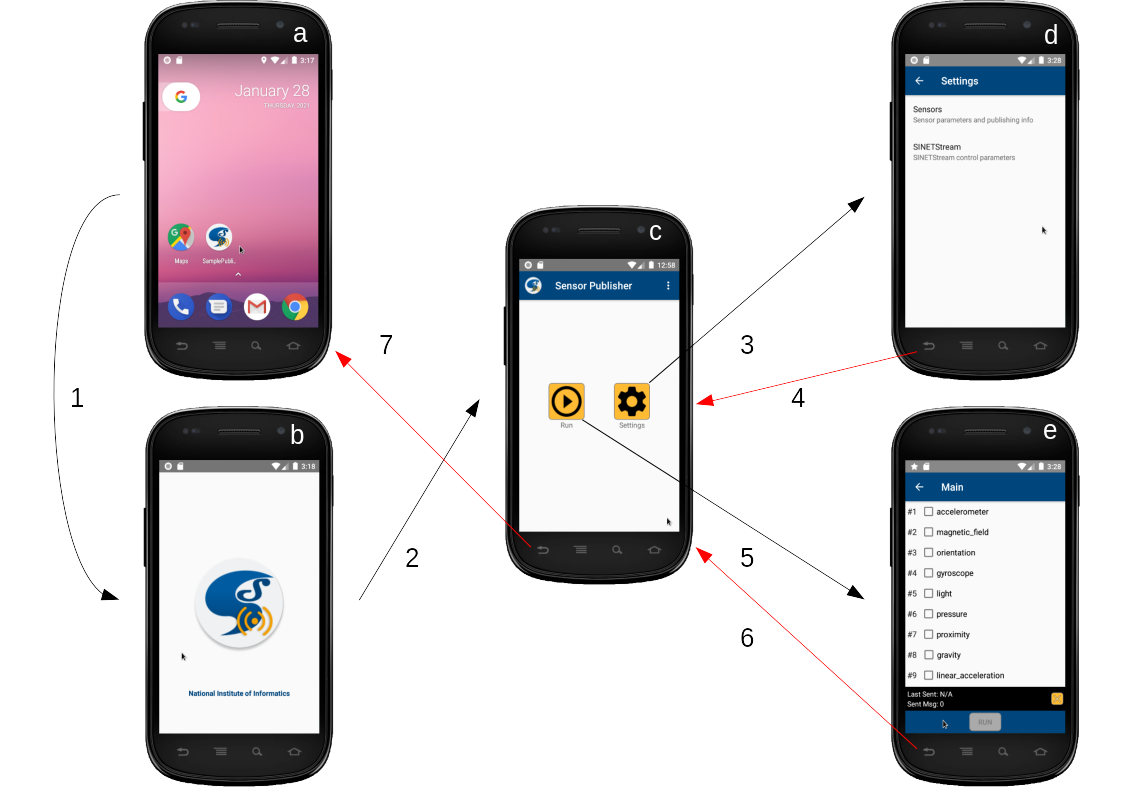 a
3:17
G
January 28
THURSDAY, 2021
G
Maps
SamplePubli..
1
b
3:18
National Institute of Informatics
2
7
c
12:58
Sensor Publisher
Run
Settings
3
4
5
6
d
3:28
Settings
Sensors
Sensor parameters and publishing info
SINETStream
SINETStream control parameters
e
3:28
Main
#1 accelerometer
#2 magnetic_field
#3 orientation
#4 gyroscope
#5 light
#6 pressure
#7 proximity
#8 gravity
#9 linear_acceleration
Last Sent: N/A
Sent Msg: 0
RUN